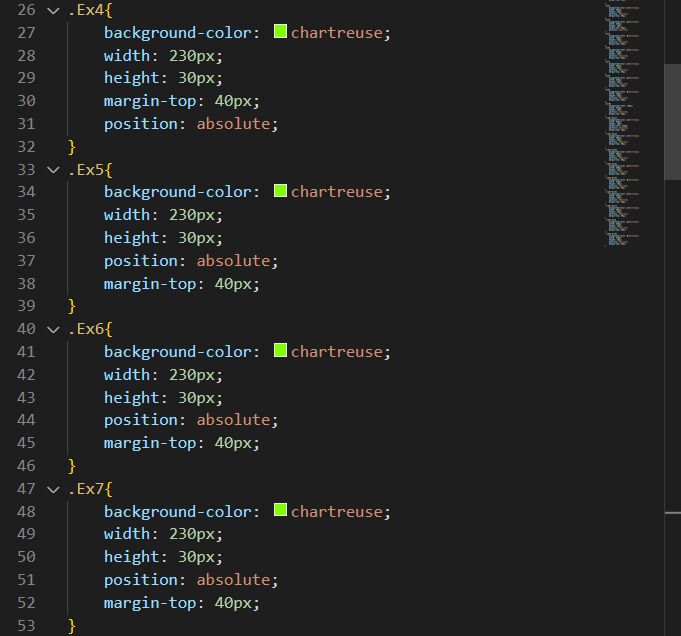 26 .Ex4{
27 background-color: chartreuse;
28 width: 230px;
29 height: 30px;
30 margin-top: 40px;
31 position: absolute;
32 }
33 .Ex5{
34 background-color: chartreuse;
35 width: 230px;
36 height: 30px;
37 position: absolute;
38 margin-top: 40px;
39 }
40 .Ex6{
41 background-color: chartreuse;
42 width: 230px;
43 height: 30px;
44 position: absolute;
45 margin-top: 40px;
46 }
47 .Ex7{
48 background-color: chartreuse;
49 width: 230px;
50 height: 30px;
51 position: absolute;
52 margin-top: 40px;
53 }